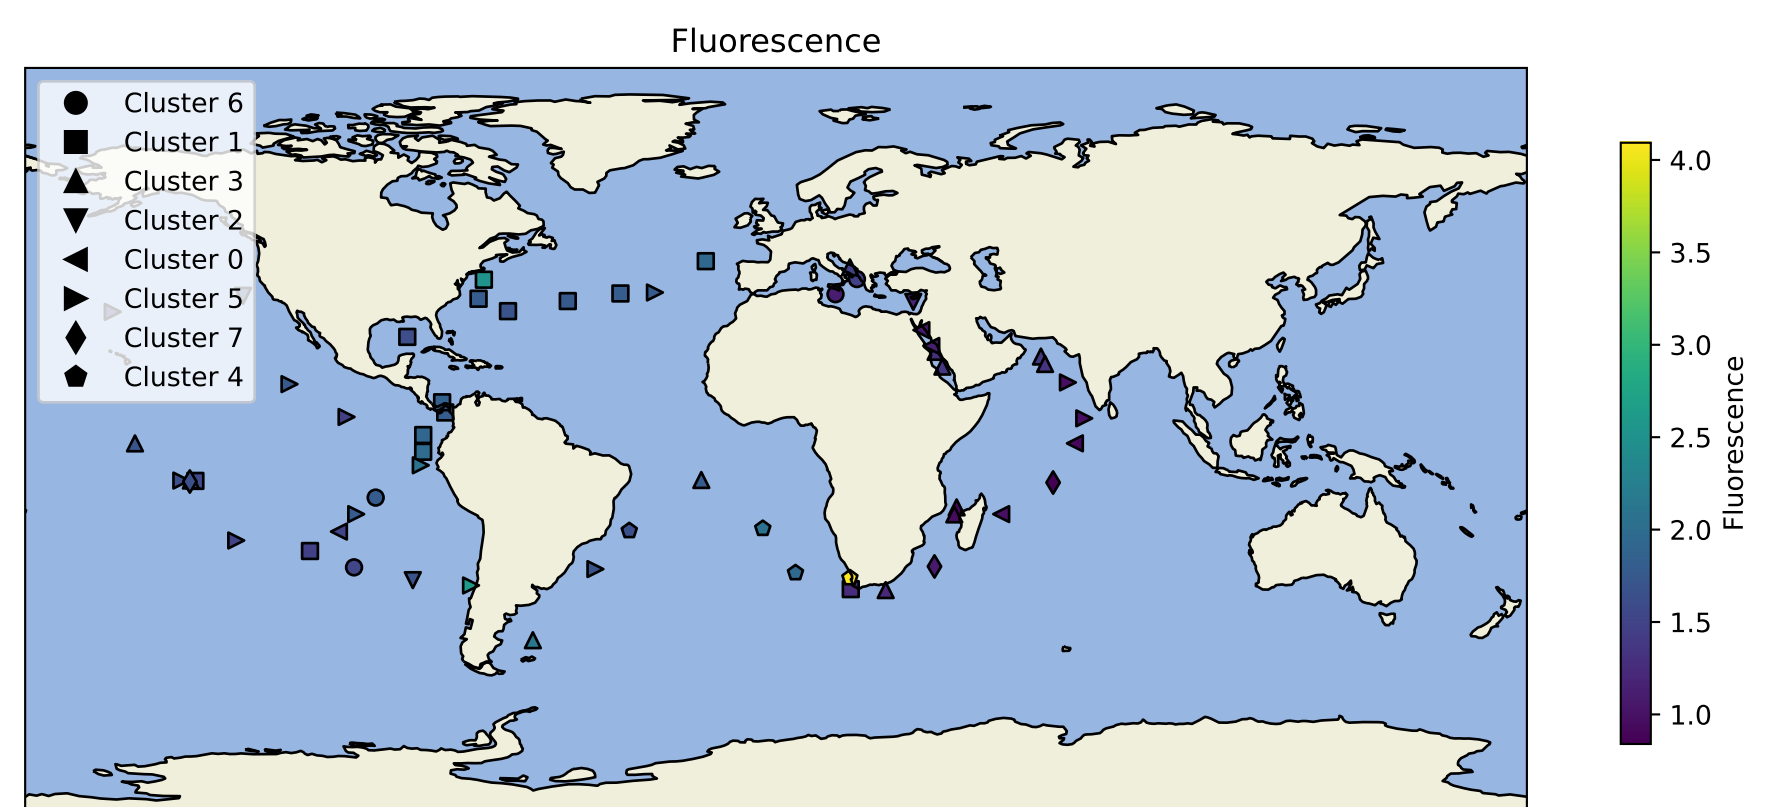 Fluorescence
Cluster 6
Cluster 1
Cluster 3
Cluster 2
Cluster 0
Cluster 5
Cluster 7
Cluster 4
4.0
3.5
3.0
2.5
2.0
1.5
1.0
Fluorescence